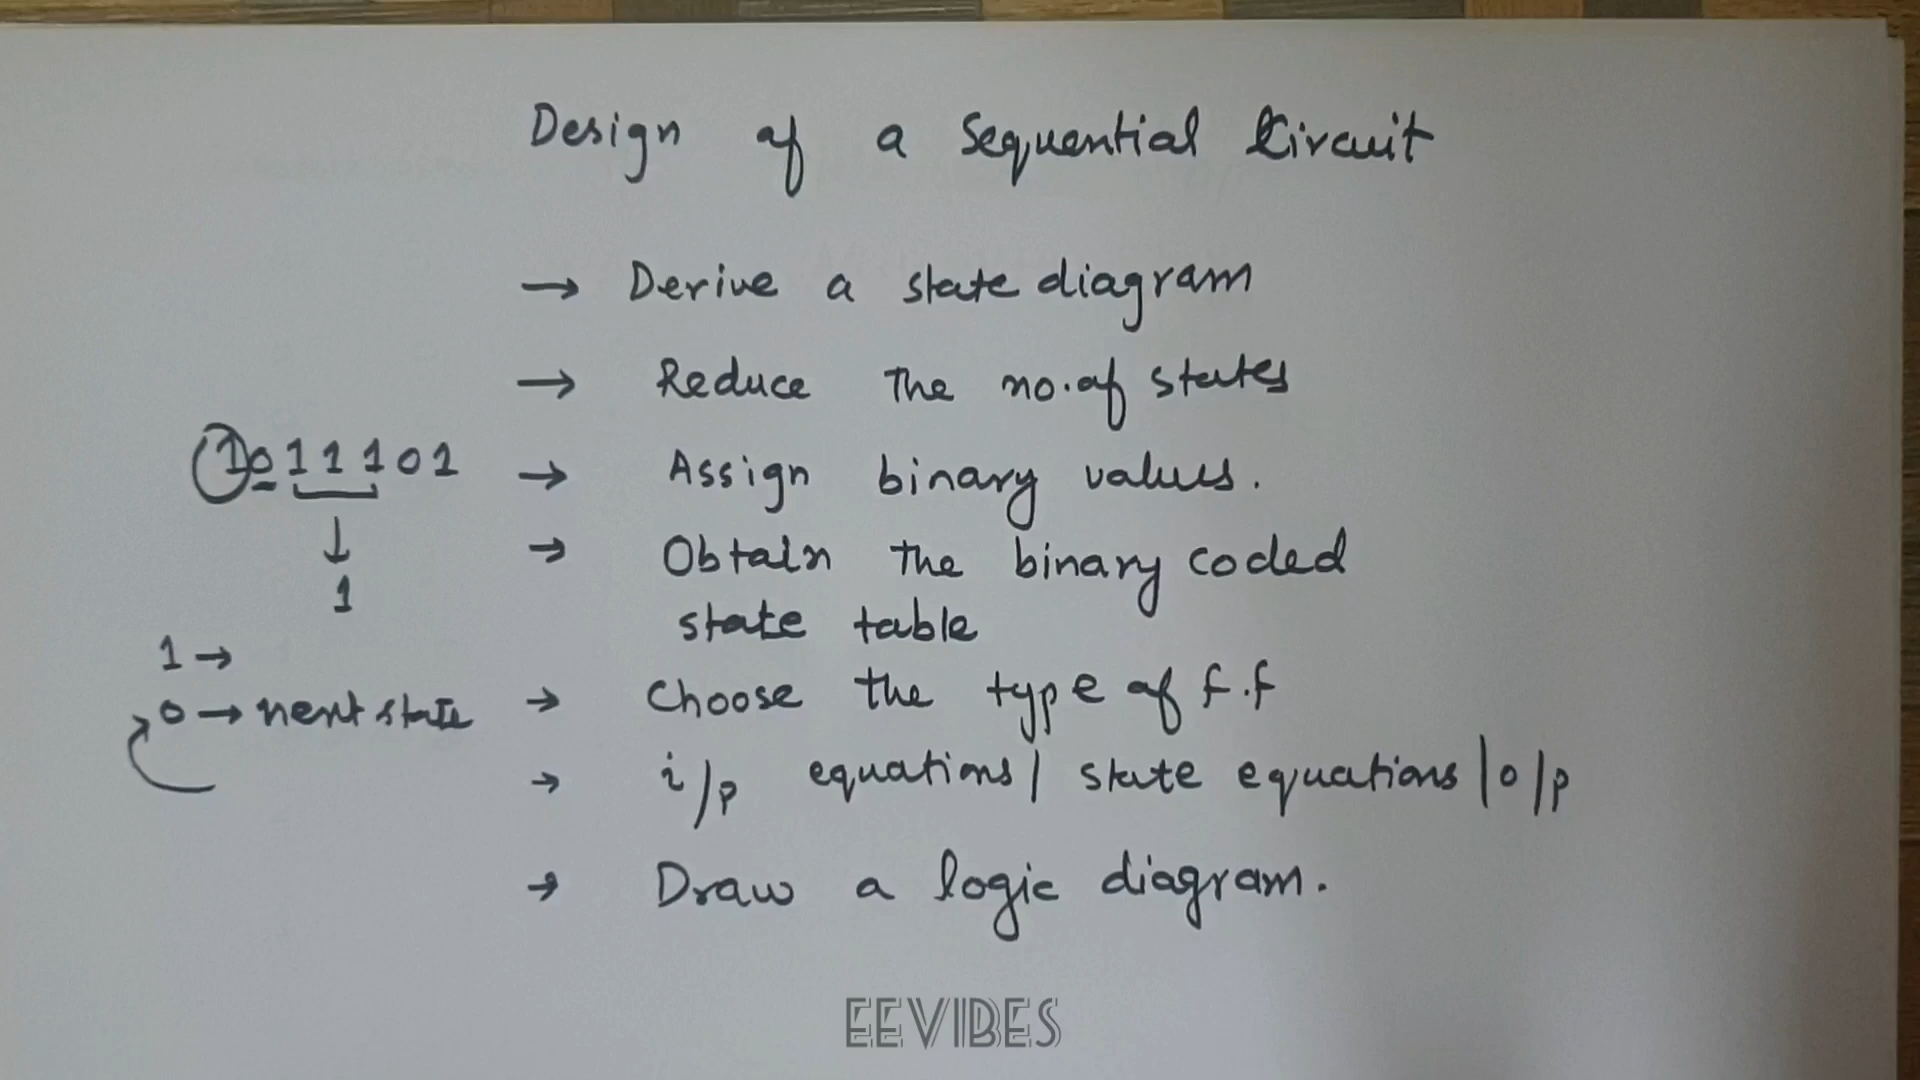 Design of a Sequential Circuit
→ Derive a state diagram
→ Reduce The no. of states
1011101
→ Assign binary values.
↓
1
→ Obtain The binary coded
state table
1 →
0 → next state
→ Choose the type of F.F
→ i/p equations/ state equations/o/p
→ Draw a logic diagram.
EEVIBES